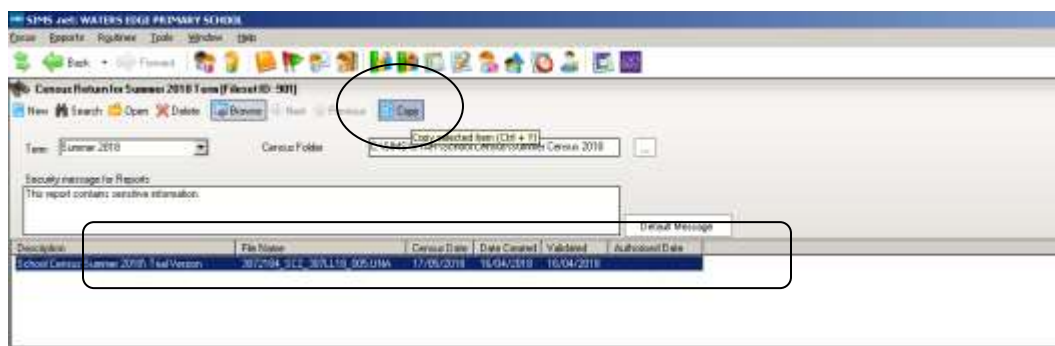 SIMS .net: WATERS EDGE PRIMARY SCHOOL
Focus Reports Routines Tools Window Help
Back Forward
Census Return for Summer 2018 Term (Fileset ID: 901)
New Search Open Delete Browse Next Previous Copy
Copy selected item (Ctrl + Y)
Term Summer 2018 Census Folder Census 2018 ...
Security message for Reports
This report contains sensitive information.
Default Message
Description File Name Census Date Date Created Validated Authorised Date
School Census Summer 2018 Version 17/05/2018 16/04/2018 16/04/2018